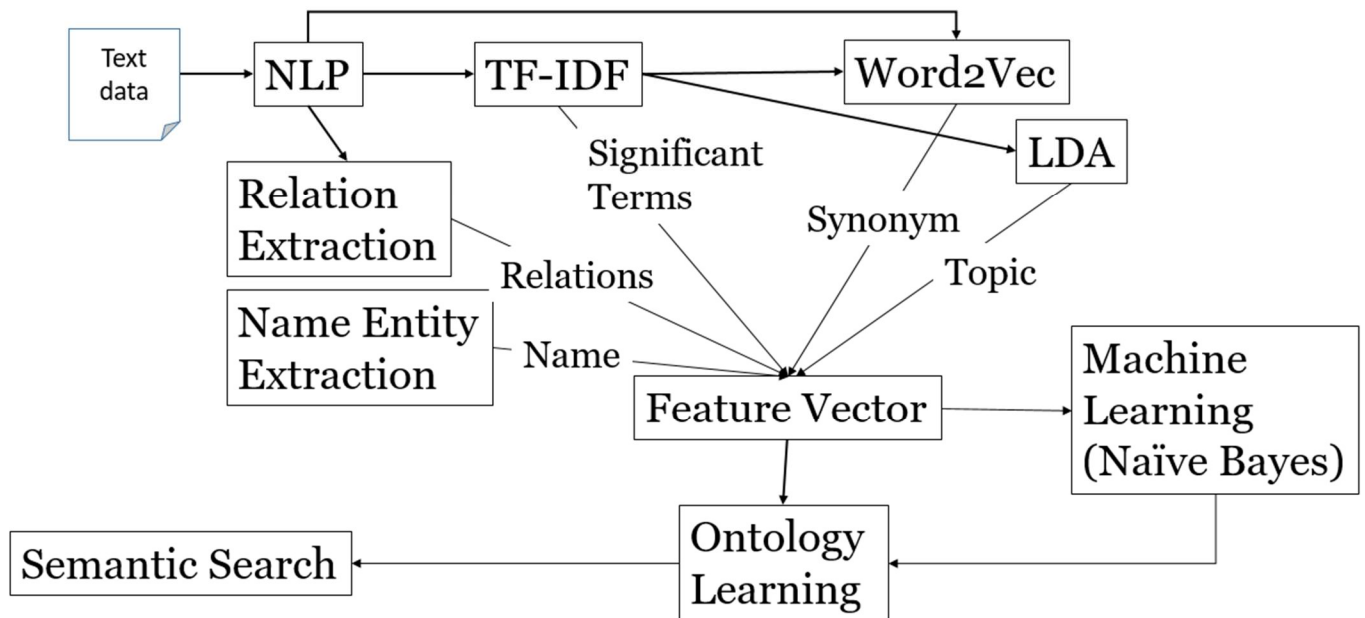 Text
data
NLP
TF-IDF
Word2Vec
LDA
Significant
Terms
Relation
Extraction
Synonym
Relations
Topic
Name Entity
Extraction
Name
Feature Vector
Machine
Learning
(Naïve Bayes)
Ontology
Learning
Semantic Search